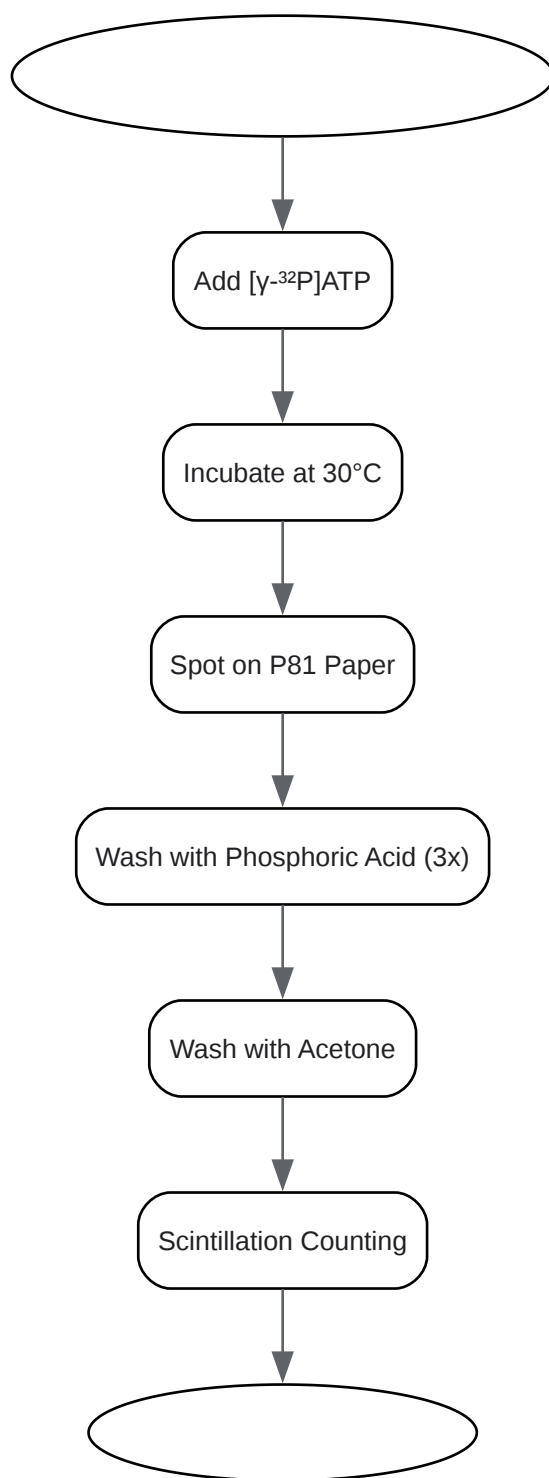 Add [γ-³²P]ATP
Incubate at 30°C
Spot on P81 Paper
Wash with Phosphoric Acid (3x)
Wash with Acetone
Scintillation Counting